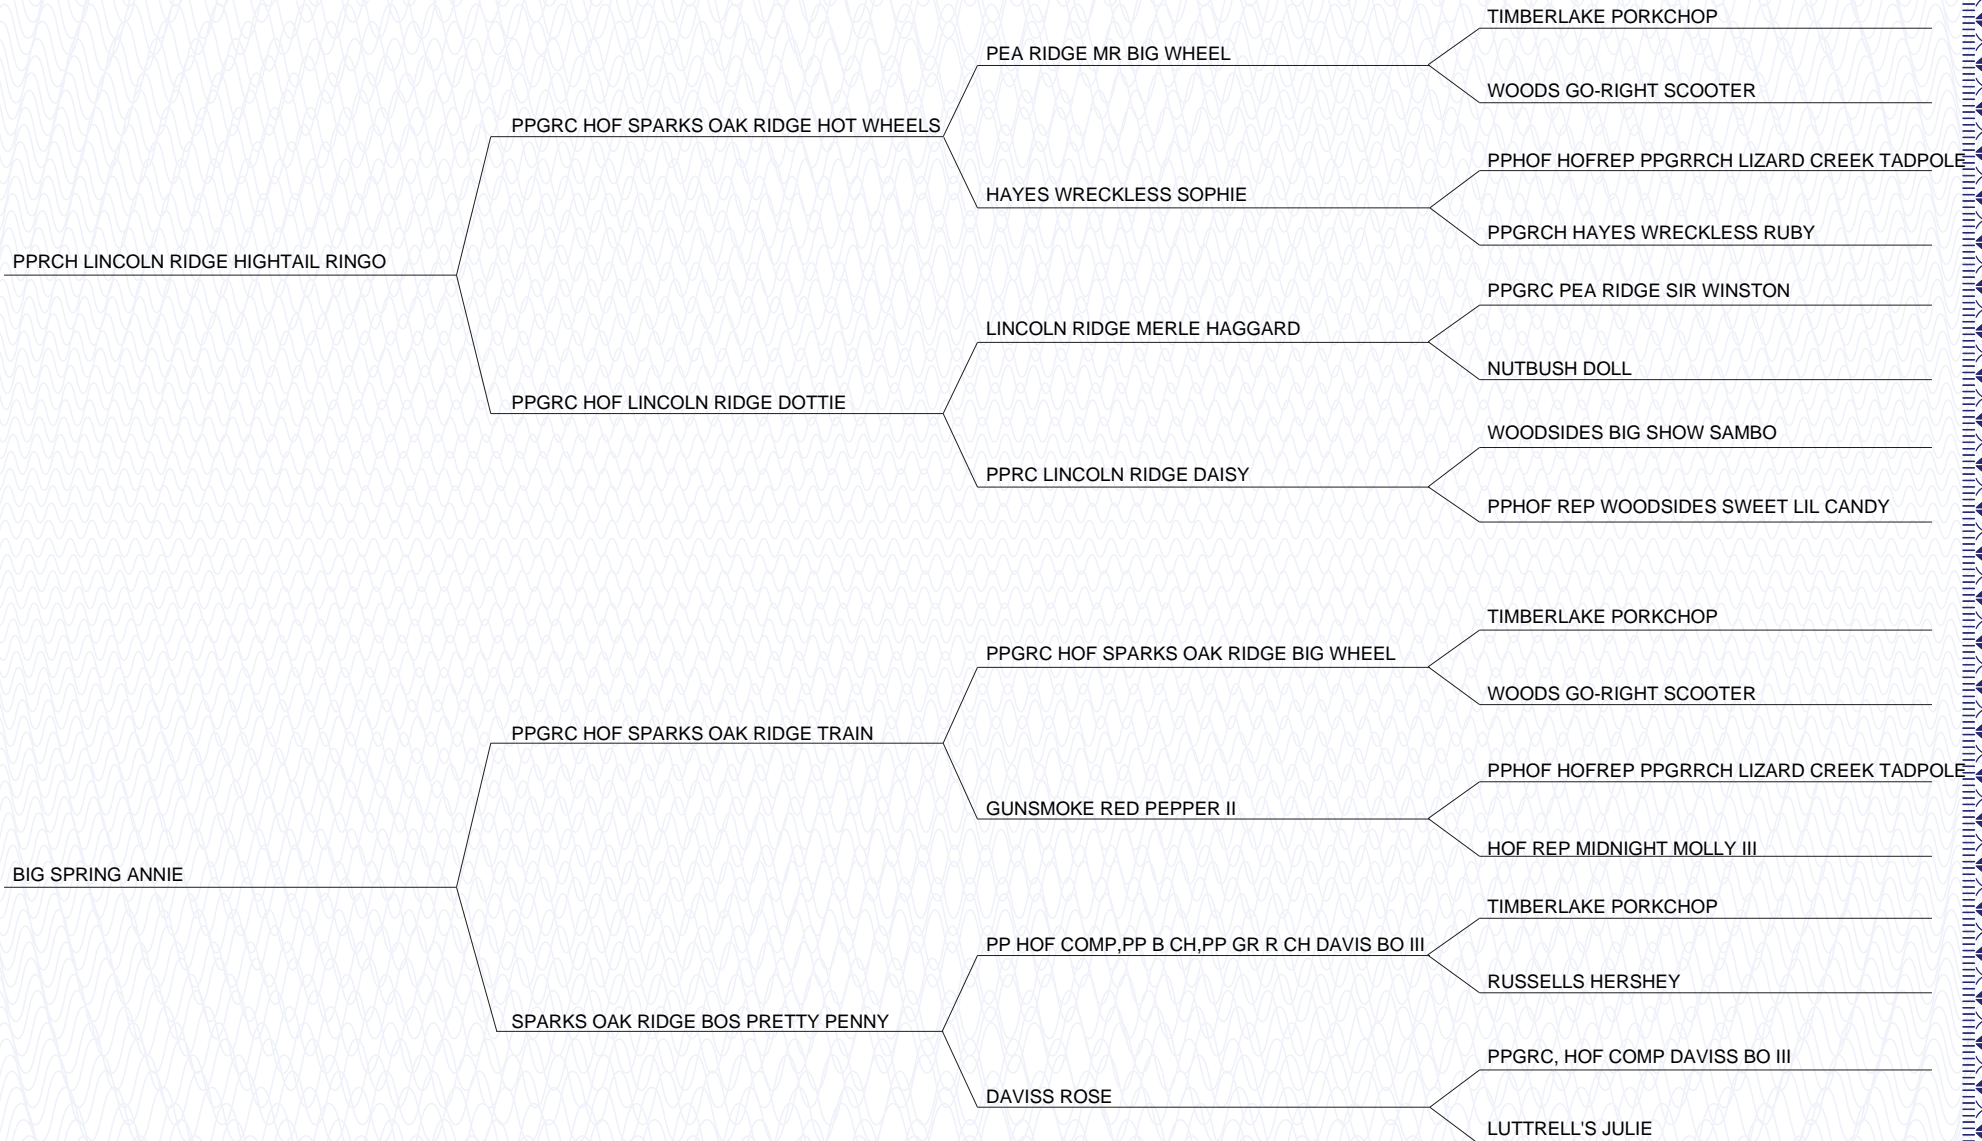 TIMBERLAKE PORKCHOP
PEA RIDGE MR BIG WHEEL
WOODS GO-RIGHT SCOOTER
PPGRC HOF SPARKS OAK RIDGE HOT WHEELS
PPHOF HOFREP PPGRRCH LIZARD CREEK TADPOLE
HAYES WRECKLESS SOPHIE
PPGRCH HAYES WRECKLESS RUBY
PPRCH LINCOLN RIDGE HIGHTAIL RINGO
PPGRC PEA RIDGE SIR WINSTON
LINCOLN RIDGE MERLE HAGGARD
NUTBUSH DOLL
PPGRC HOF LINCOLN RIDGE DOTTIE
WOODSIDES BIG SHOW SAMBO
PPRC LINCOLN RIDGE DAISY
PPHOF REP WOODSIDES SWEET LIL CANDY
TIMBERLAKE PORKCHOP
PPGRC HOF SPARKS OAK RIDGE BIG WHEEL
WOODS GO-RIGHT SCOOTER
PPGRC HOF SPARKS OAK RIDGE TRAIN
PPHOF HOFREP PPGRRCH LIZARD CREEK TADPOLE
GUNSMOKE RED PEPPER II
HOF REP MIDNIGHT MOLLY III
BIG SPRING ANNIE
TIMBERLAKE PORKCHOP
PP HOF COMP,PP B CH,PP GR R CH DAVIS BO III
RUSSELLS HERSHEY
SPARKS OAK RIDGE BOS PRETTY PENNY
PPGRC, HOF COMP DAVISS BO III
DAVISS ROSE
LUTTRELL'S JULIE